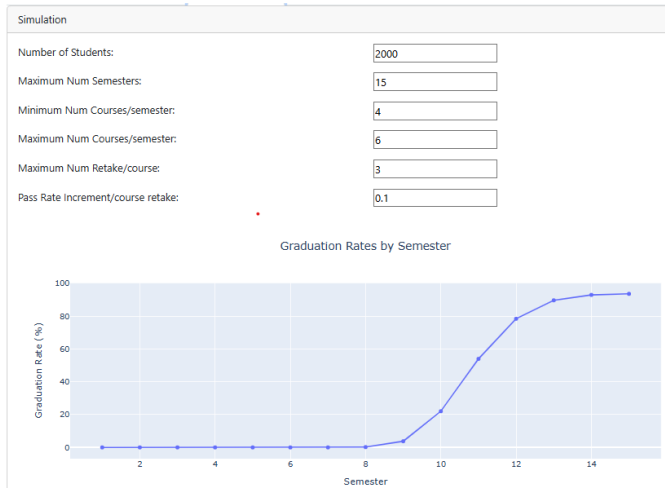 Simulation
Number of Students: 2000
Maximum Num Semesters: 15
Minimum Num Courses/semester: 4
Maximum Num Courses/semester: 6
Maximum Num Retake/course: 3
Pass Rate Increment/course retake: 0.1
Graduation Rates by Semester
100
80
60
40
20
0
Graduation Rate (%)
2 4 6 8 10 12 14
Semester